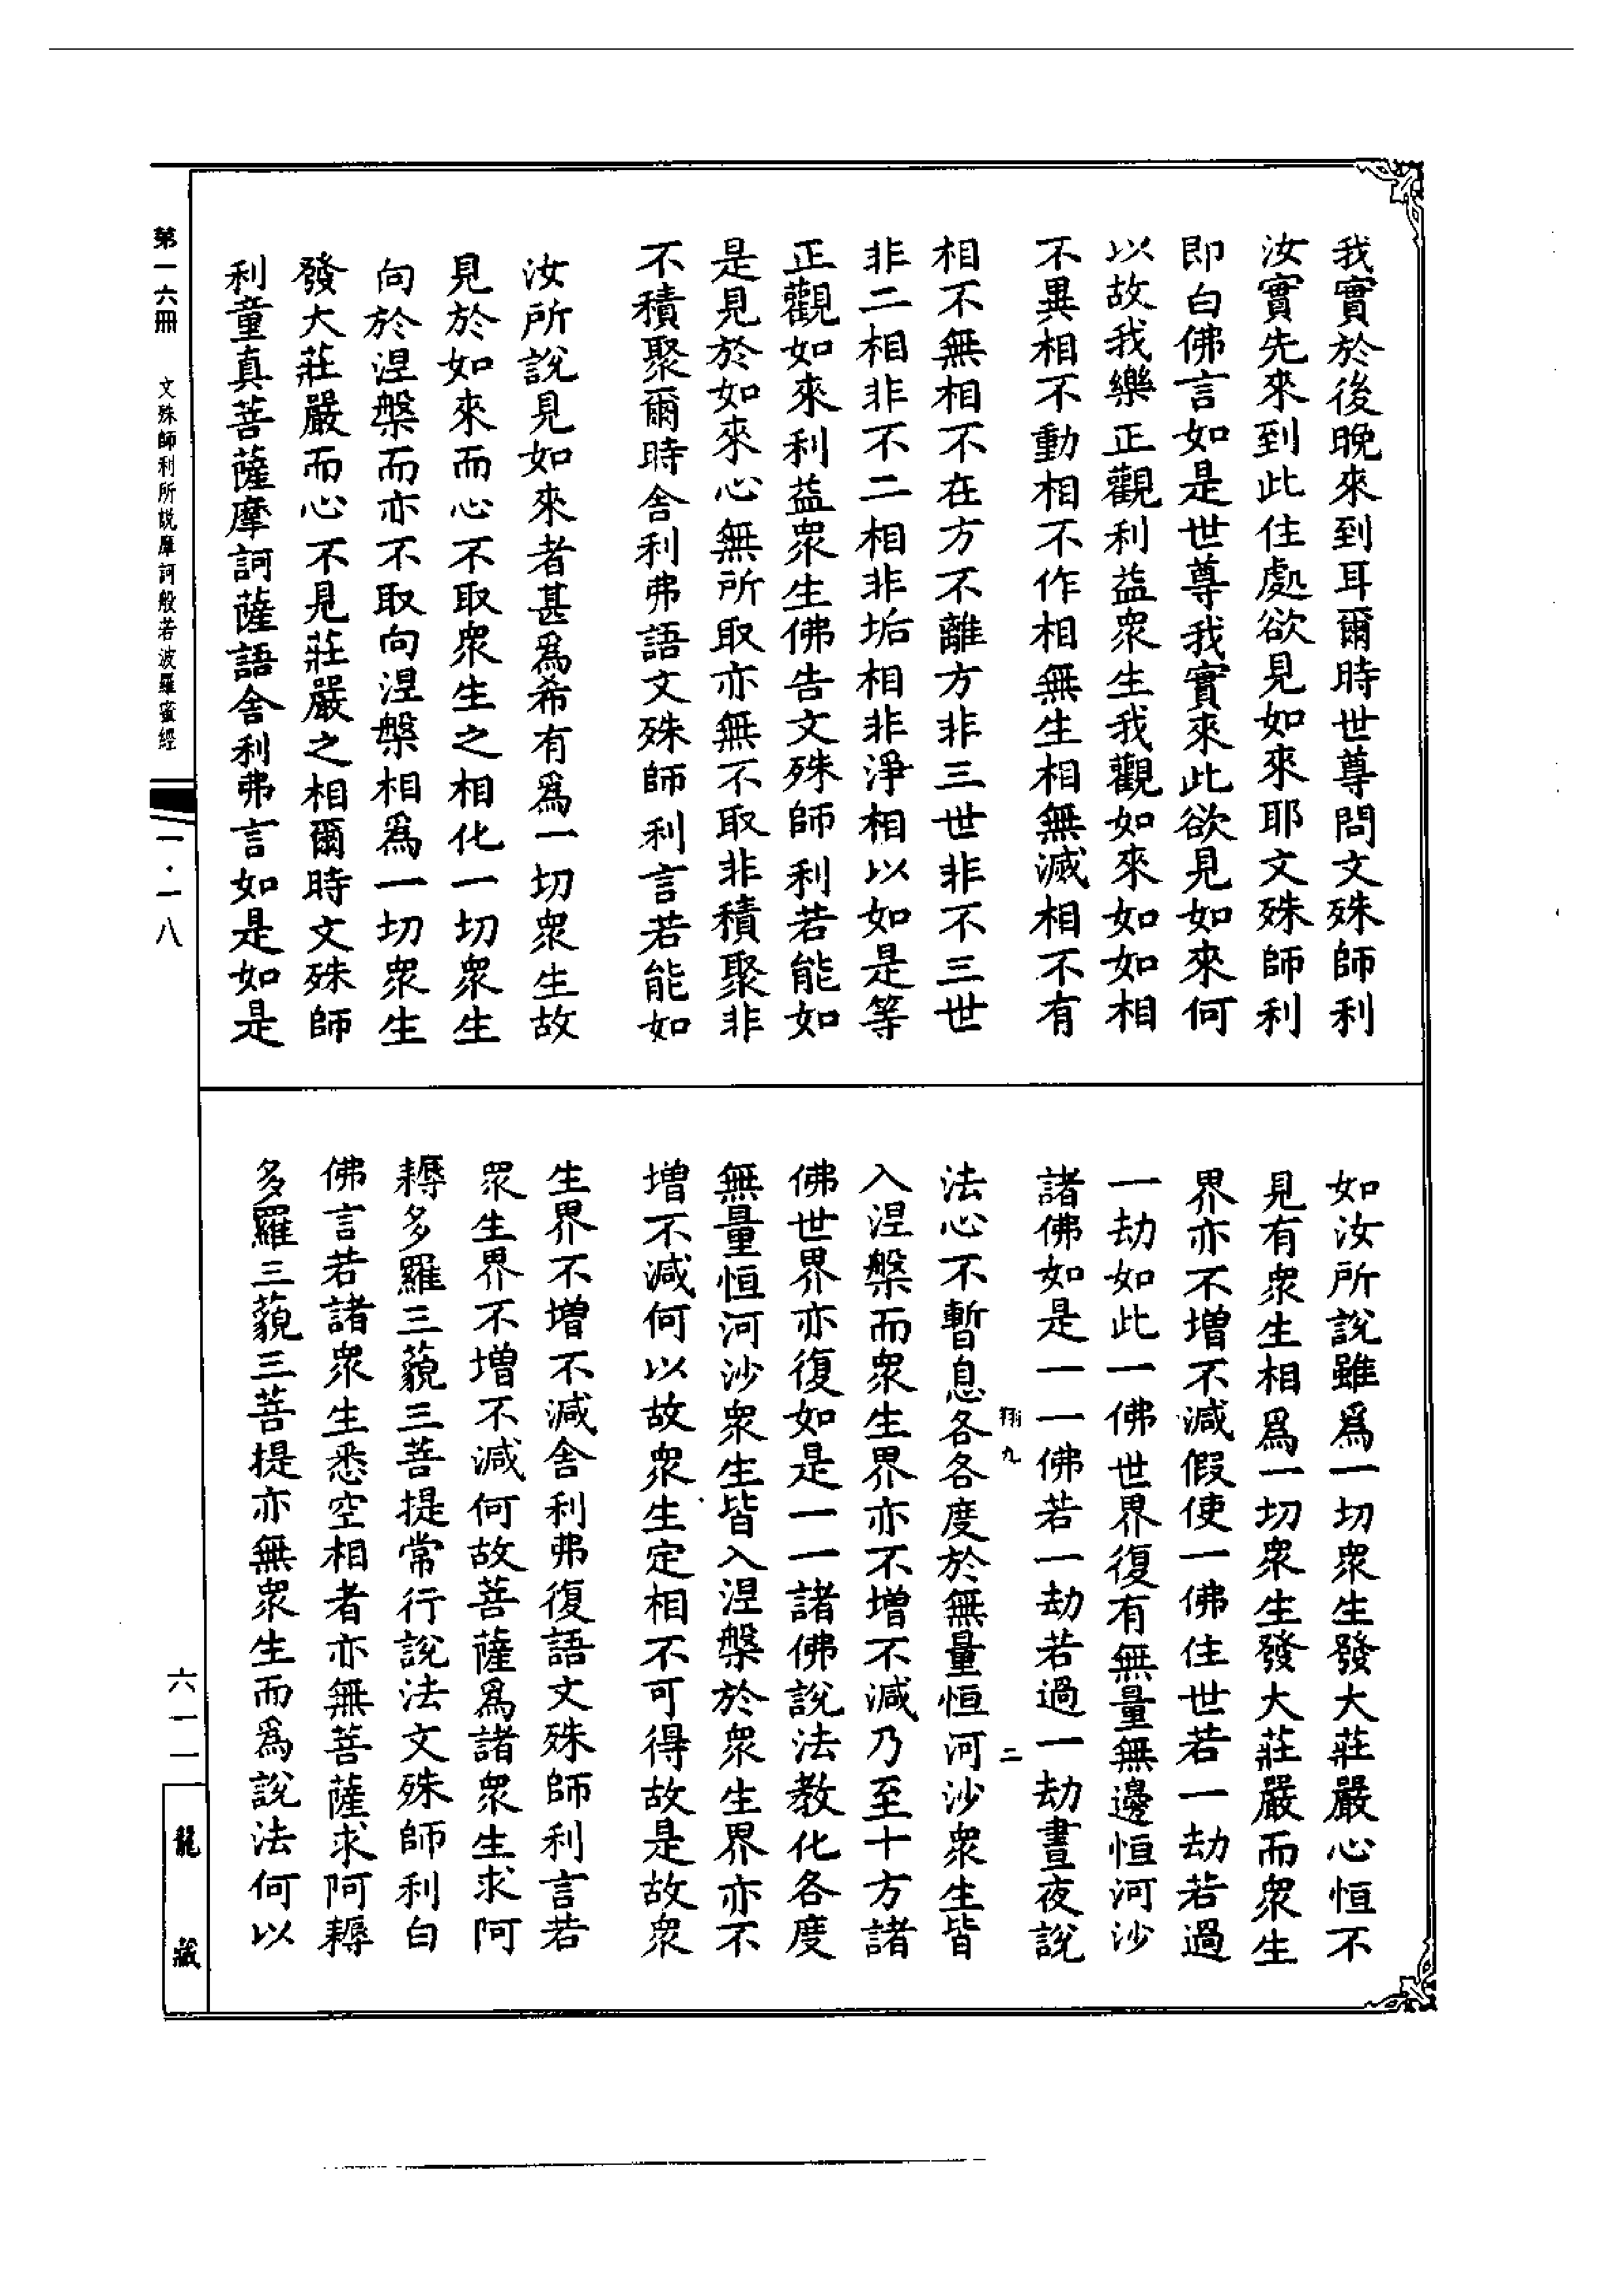 我實於後晚來到耳爾時世尊問文殊師利
汝實先來到此住處欲見如來耶文殊師利
即白佛言如是世尊我實來此欲見如來何
以故我樂正觀利益衆生我觀如來如如相
不異相不動相不作相無生相無滅相不有
相不無相不在方不離方非三世非不三世
非二相非不二相非垢相非淨相以如是等
正觀如來利益衆生佛告文殊師利若能如
是見於如來心無所取亦無不取非積聚非
不積聚爾時舍利弗語文殊師利言若能如
汝所說見如來者甚爲希有爲一切衆生故
見於如來而心不取衆生之相化一切衆生
向於涅槃而亦不取向涅槃相爲一切衆生
發大莊嚴而心不見莊嚴之相爾時文殊師
利童真菩薩摩訶薩語舍利弗言如是如是
如汝所說雖爲一切衆生發大莊嚴心恒不
見有衆生相爲一切衆生發大莊嚴而衆生
界亦不增不減假使一佛住世若一劫若過
一劫如此一佛世界復有無量無邊恒河沙
諸佛如是一一佛若一劫若過一劫晝夜說
翔九 二
法心不暫息各各度於無量恒河沙衆生皆
入涅槃而衆生界亦不增不減乃至十方諸
佛世界亦復如是一一諸佛說法教化各度
無量恒河沙衆生皆入涅槃於衆生界亦不
增不減何以故衆生定相不可得故是故衆
生界不增不減舍利弗復語文殊師利言若
衆生界不增不減何故菩薩爲諸衆生求阿
耨多羅三藐三菩提常行說法文殊師利白
佛言若諸衆生悉空相者亦無菩薩求阿耨
多羅三藐三菩提亦無衆生而爲說法何以
第一六冊 文殊師利所説摩訶般若波羅蜜經
一·一八
六一一
龍藏